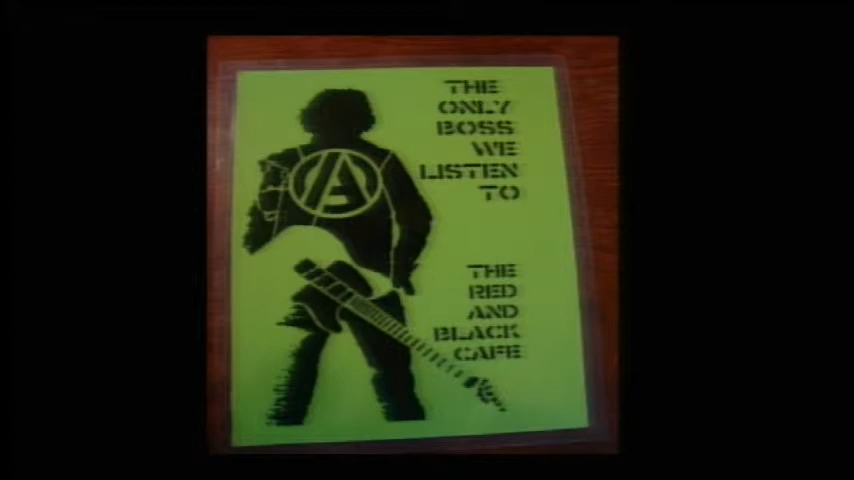 THE
ONLY
BOSS
WE
LISTEN
TO
THE
RED
AND
BLACK
CAFE